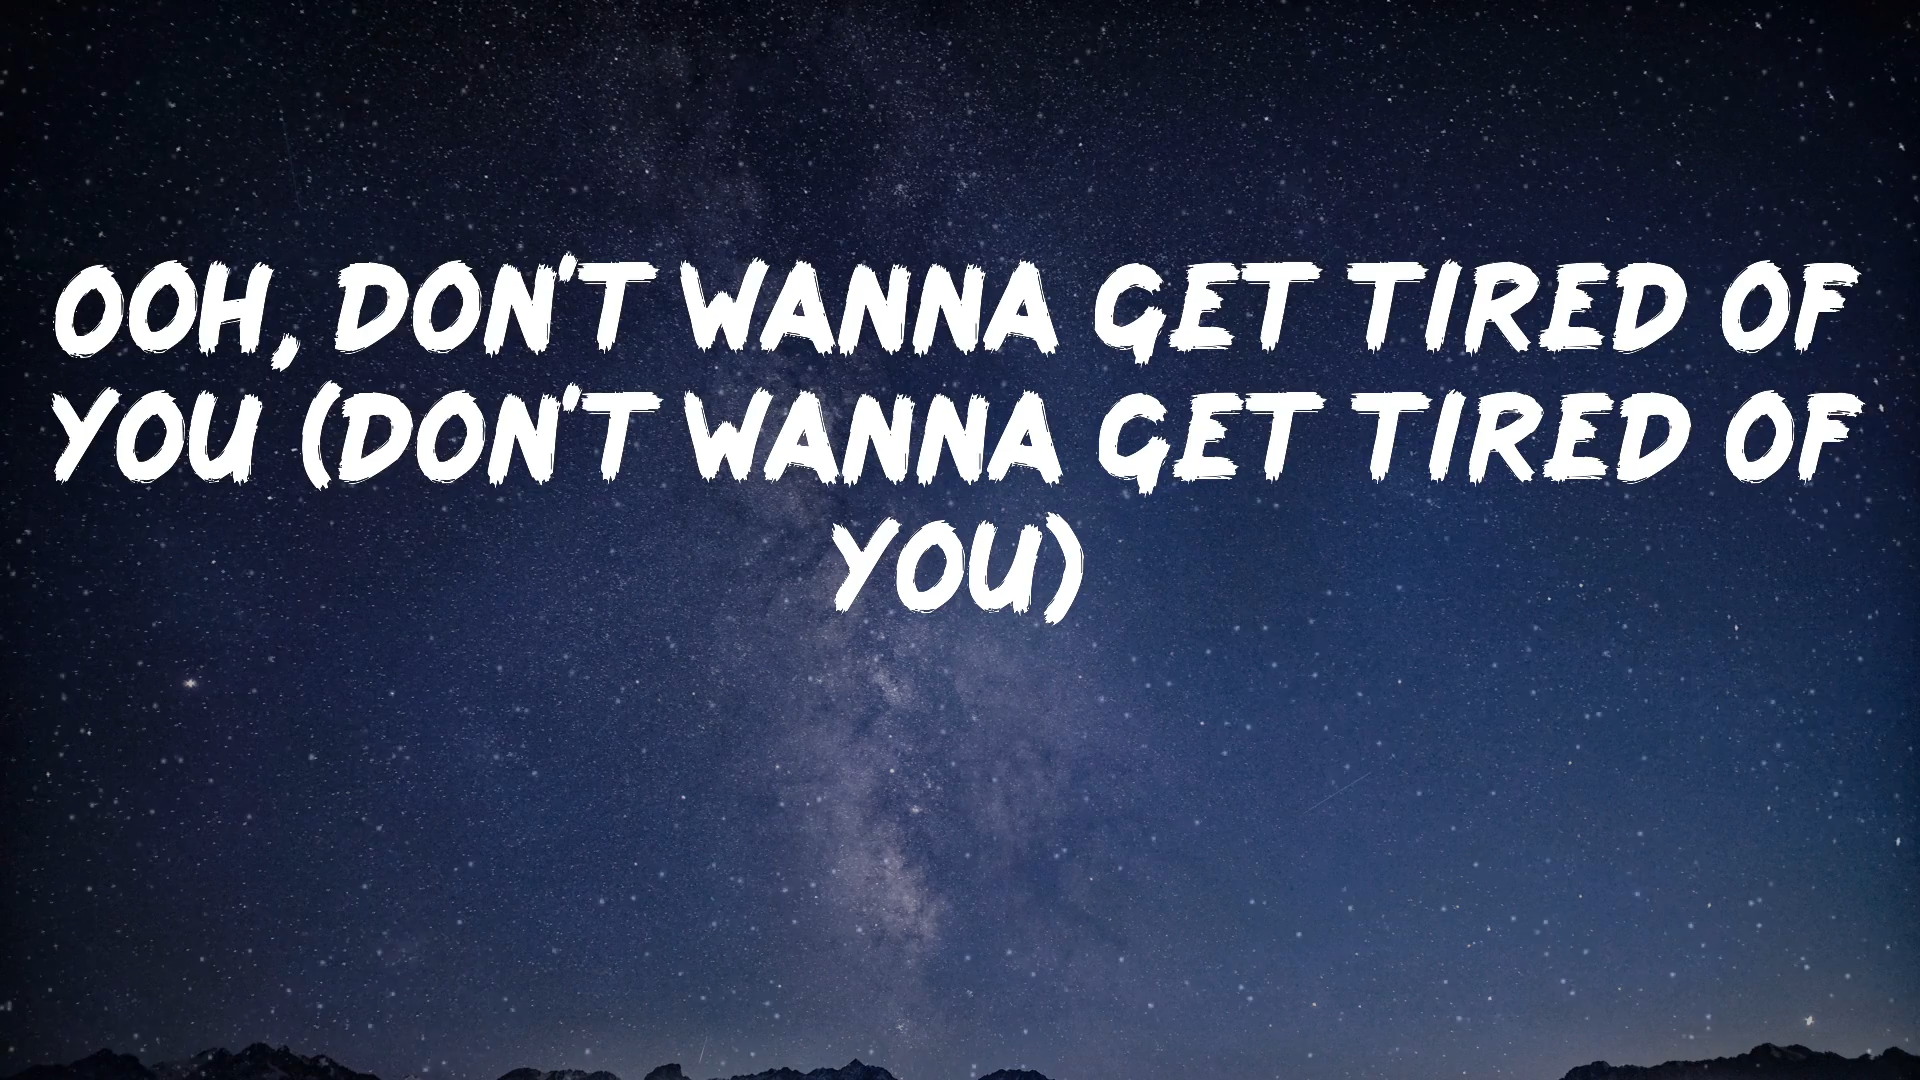 OOH, DON'T WANNA GET TIRED OF
YOU (DON'T WANNA GET TIRED OF
YOU)